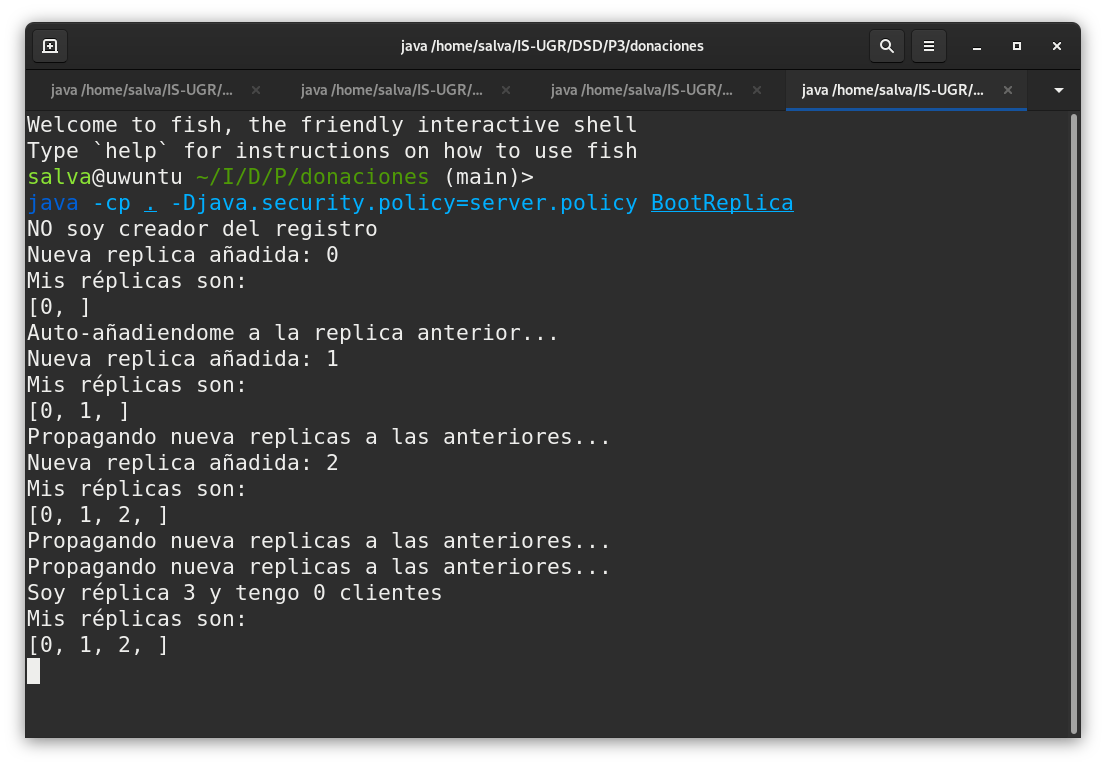 java /home/salva/IS-UGR/DSD/P3/donaciones
java /home/salva/IS-UGR/... java /home/salva/IS-UGR/... java /home/salva/IS-UGR/... java /home/salva/IS-UGR/...
Welcome to fish, the friendly interactive shell
Type `help` for instructions on how to use fish
salva@uwuntu ~/I/D/P/donaciones (main)>
java -cp . -Djava.security.policy=server.policy BootReplica
NO soy creador del registro
Nueva replica añadida: 0
Mis réplicas son:
[0, ]
Auto-añadiendome a la replica anterior...
Nueva replica añadida: 1
Mis réplicas son:
[0, 1, ]
Propagando nueva replicas a las anteriores...
Nueva replica añadida: 2
Mis réplicas son:
[0, 1, 2, ]
Propagando nueva replicas a las anteriores...
Propagando nueva replicas a las anteriores...
Soy réplica 3 y tengo 0 clientes
Mis réplicas son:
[0, 1, 2, ]